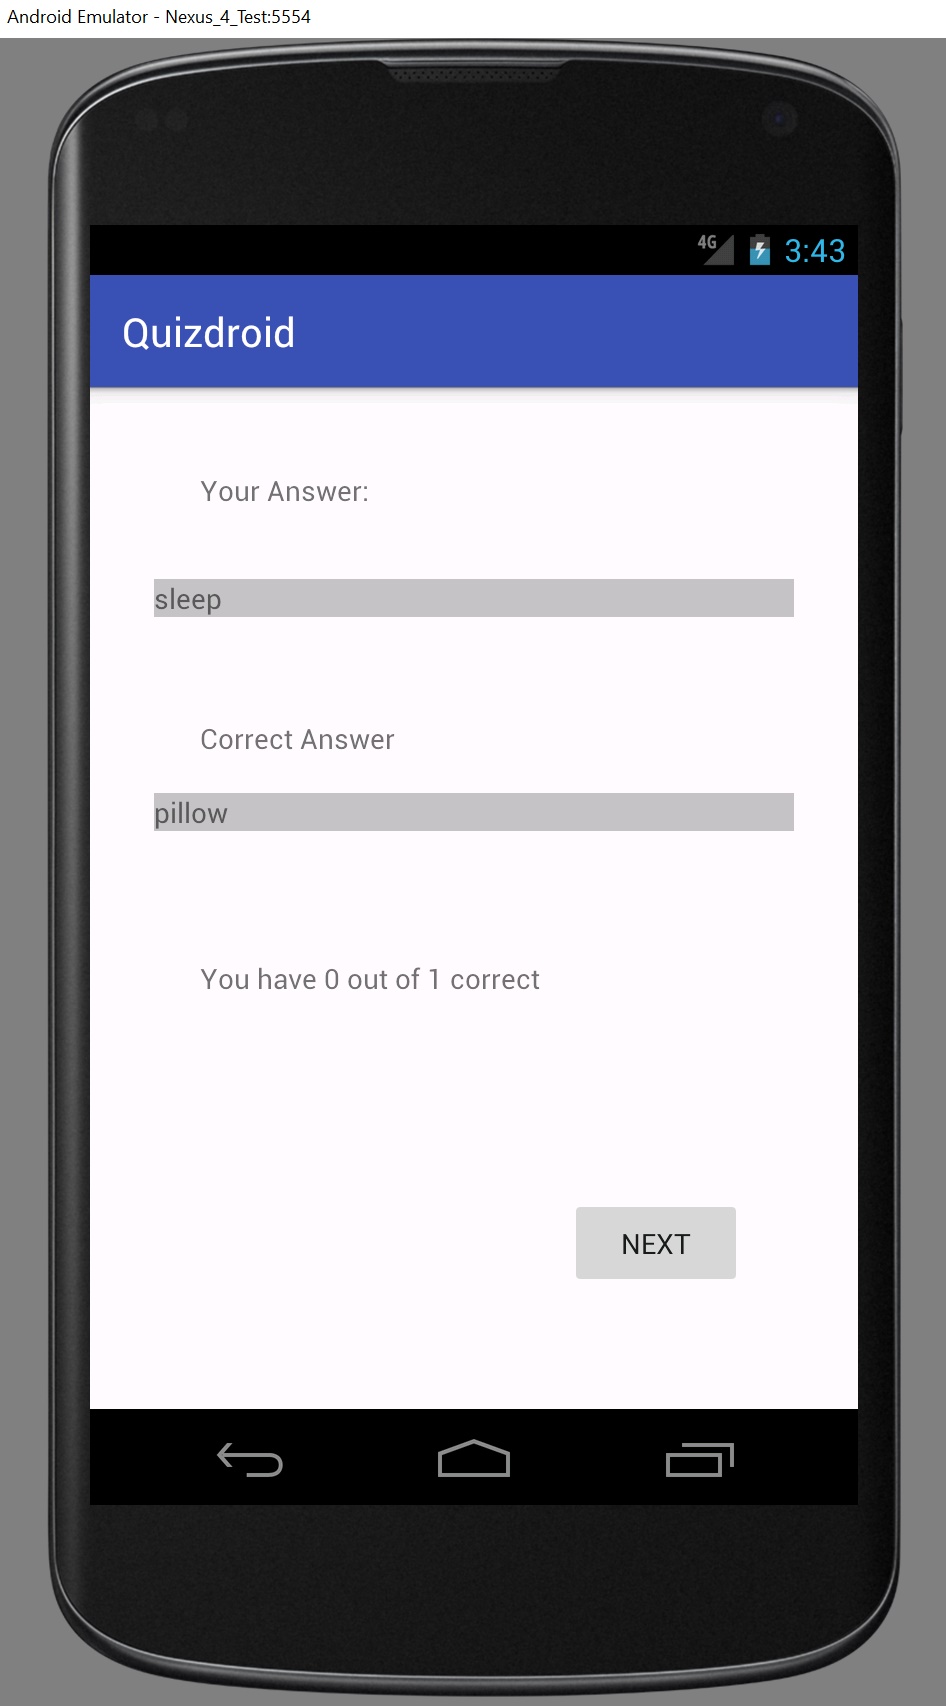 Android Emulator - Nexus_4_Test:5554
4G 3:43
Quizdroid
Your Answer:
sleep
Correct Answer
pillow
You have 0 out of 1 correct
NEXT